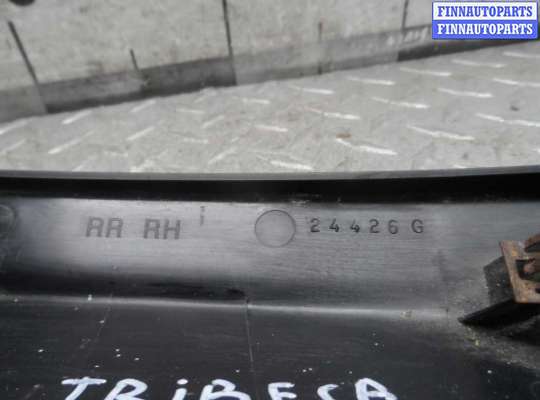 FINNAUTOPARTS
FINNAUTOPARTS
RR RH
24426G
TRiBECA